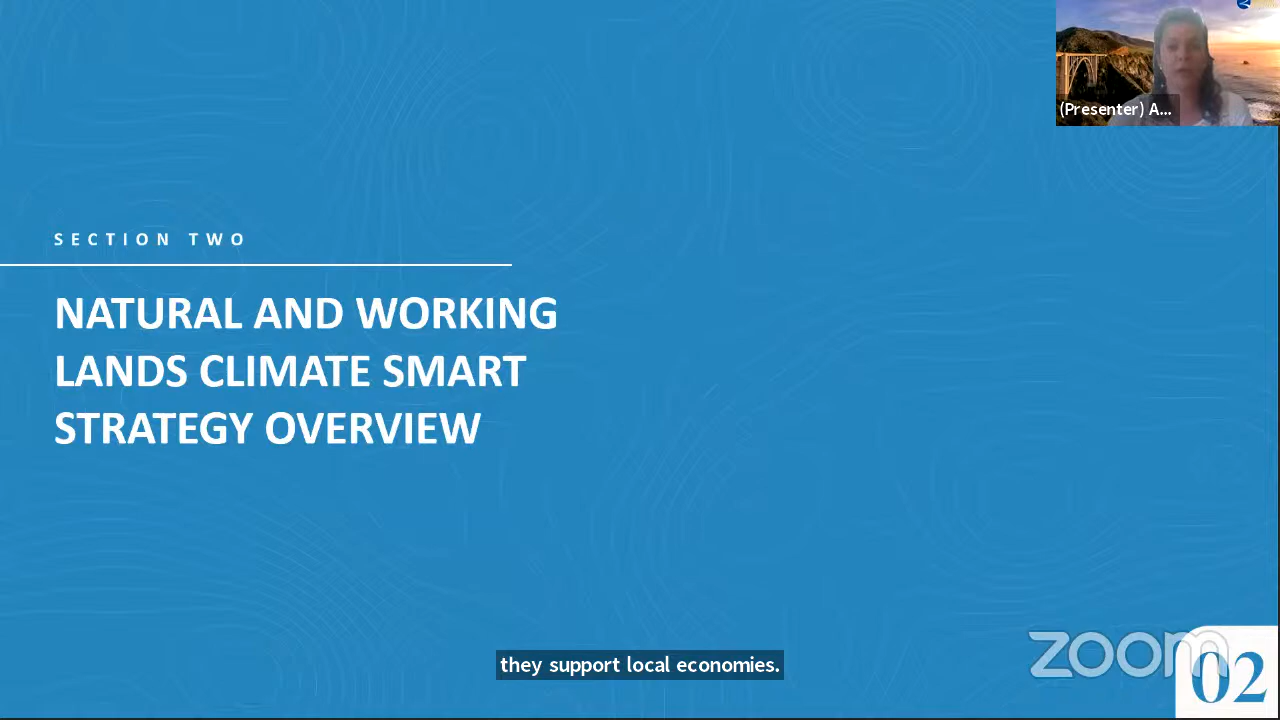 (Presenter) A...
SECTION TWO
NATURAL AND WORKING
LANDS CLIMATE SMART
STRATEGY OVERVIEW
they support local economies.
zoom
02